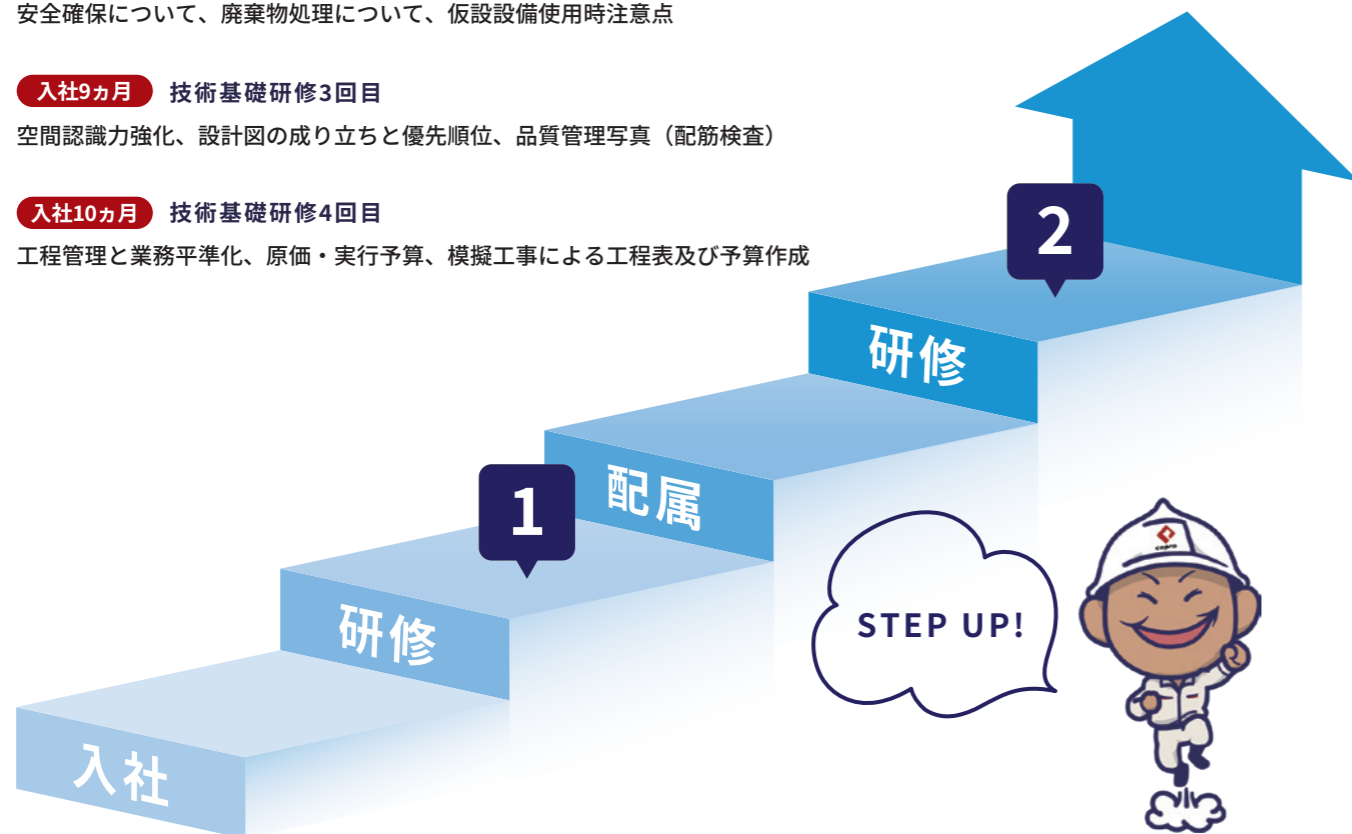 安全確保について、廃棄物処理について、仮設設備使用時注意点
入社9ヵ月 技術基礎研修3回目
空間認識力強化、設計図の成り立ちと優先順位、品質管理写真（配筋検査）
入社10ヵ月 技術基礎研修4回目
工程管理と業務平準化、原価・実行予算、模擬工事による工程表及び予算作成
2
研修
1
配属
研修
STEP UP!
入社
copro